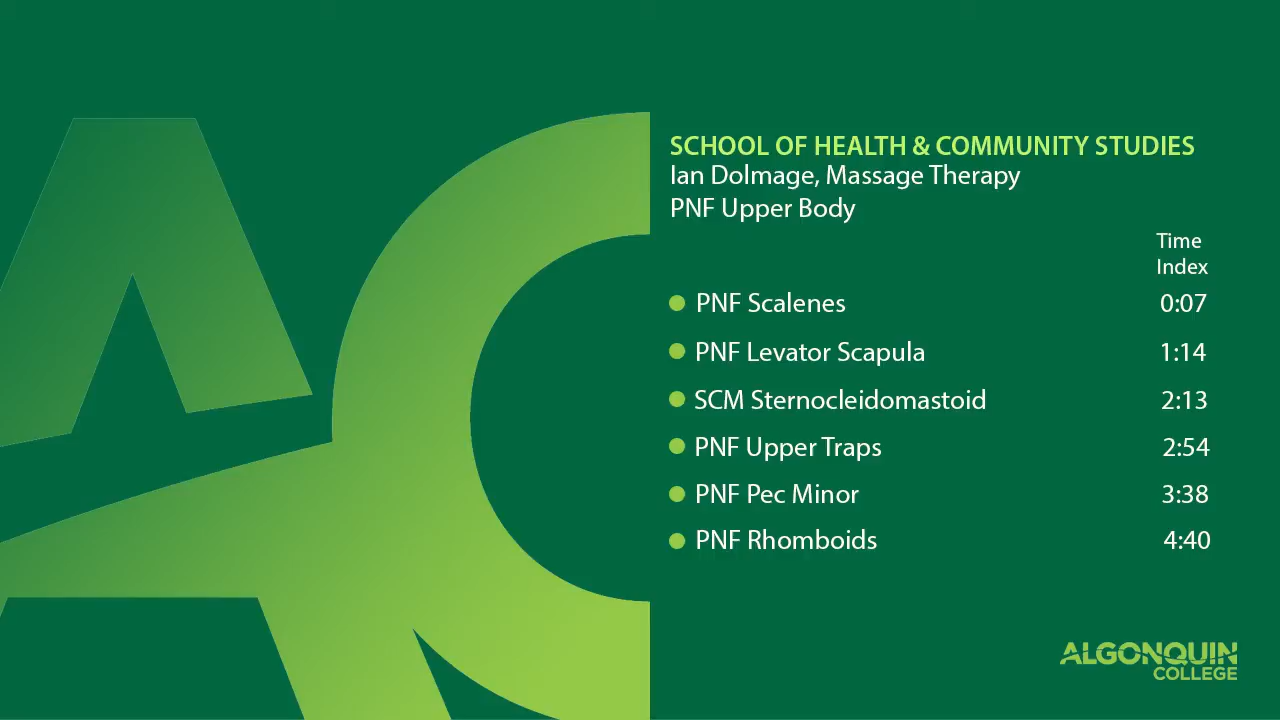 SCHOOL OF HEALTH & COMMUNITY STUDIES
Ian Dolmage, Massage Therapy
PNF Upper Body
Time
Index
PNF Scalenes 0:07
PNF Levator Scapula 1:14
SCM Sternocleidomastoid 2:13
PNF Upper Traps 2:54
PNF Pec Minor 3:38
PNF Rhomboids 4:40
ALGONQUIN
COLLEGE